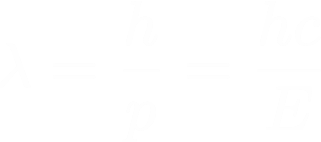 λ = h/p = hc/E